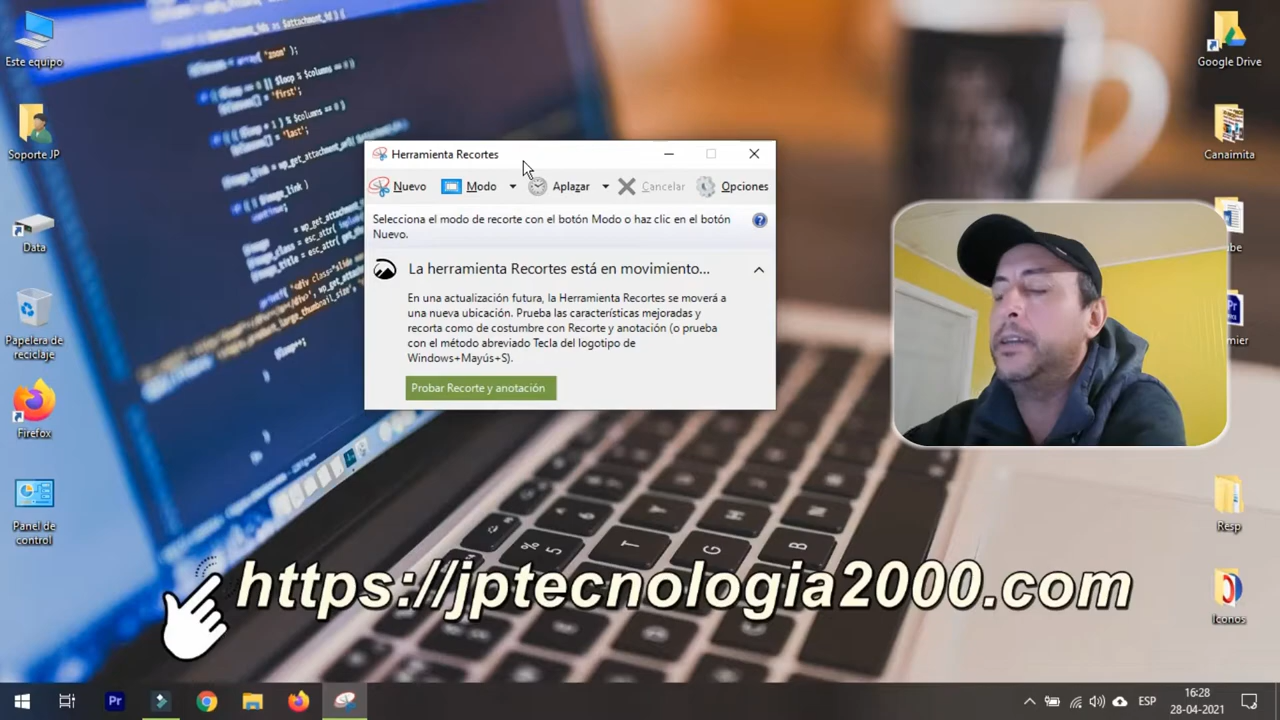 Este equipo
Soporte JP
Data
Papelera de
reciclaje
Firefox
Panel de
control
Herramienta Recortes
Nuevo
Modo
Aplazar
Cancelar
Opciones
Selecciona el modo de recorte con el botón Modo o haz clic en el botón
Nuevo.
La herramienta Recortes está en movimiento...
En una actualización futura, la Herramienta Recortes se moverá a
una nueva ubicación. Prueba las características mejoradas y
recorta como de costumbre con Recorte y anotación (o prueba
con el método abreviado Tecla del logotipo de
Windows+Mayús+S).
Probar Recorte y anotación
Google Drive
Canaimita
Resp
Iconos
https://jptecnologia2000.com
Pr
ESP
16:28
28-04-2021